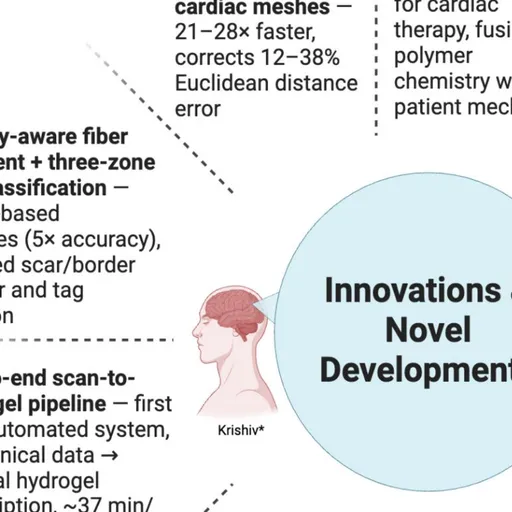 cardiac meshes —
21–28× faster,
corrects 12–38%
Euclidean distance
error
for cardiac
therapy, fusi
polymer
chemistry w
patient mech
y-aware fiber
ent + three-zone
assification —
-based
es (5× accuracy),
ed scar/border
r and tag
on
Innovations
Novel
Development
Krishiv*
o-end scan-to-
gel pipeline — first
utomated system,
nical data →
al hydrogel
iption, ~37 min/